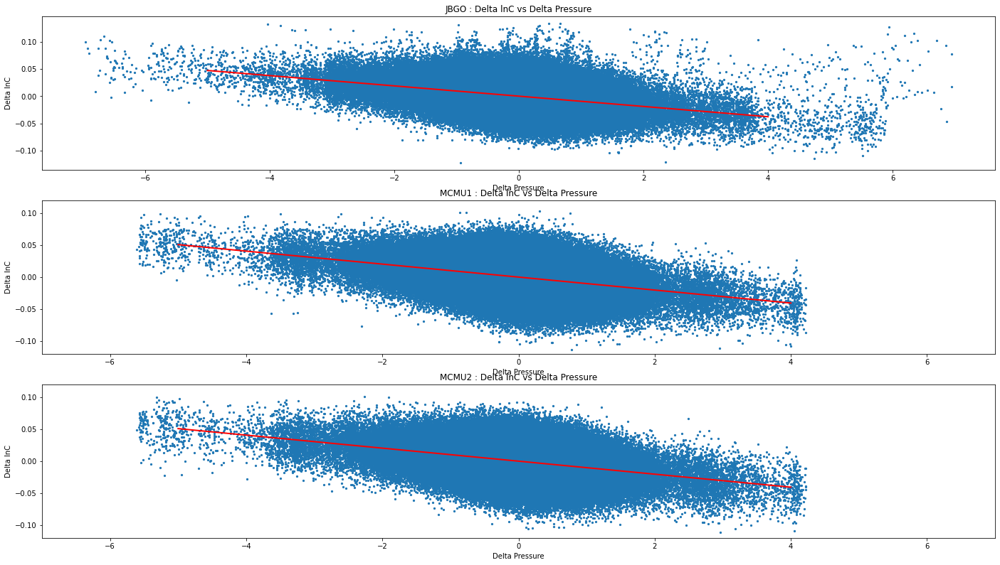 JBGO : Delta lnC vs Delta Pressure
0.10
0.05
0.00
−0.05
−0.10
Delta lnC
−6 −4 −2 0 2 4 6
Delta Pressure
MCMU1 : Delta lnC vs Delta Pressure
0.10
0.05
0.00
−0.05
−0.10
Delta lnC
−6 −4 −2 0 2 4 6
Delta Pressure
MCMU2 : Delta lnC vs Delta Pressure
0.10
0.05
0.00
−0.05
−0.10
Delta lnC
−6 −4 −2 0 2 4 6
Delta Pressure